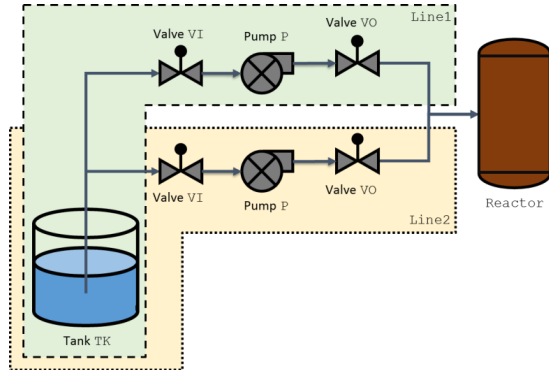 Line1
Valve VI
Pump P
Valve VO
Valve VI
Pump P
Valve VO
Line2
Reactor
Tank TK